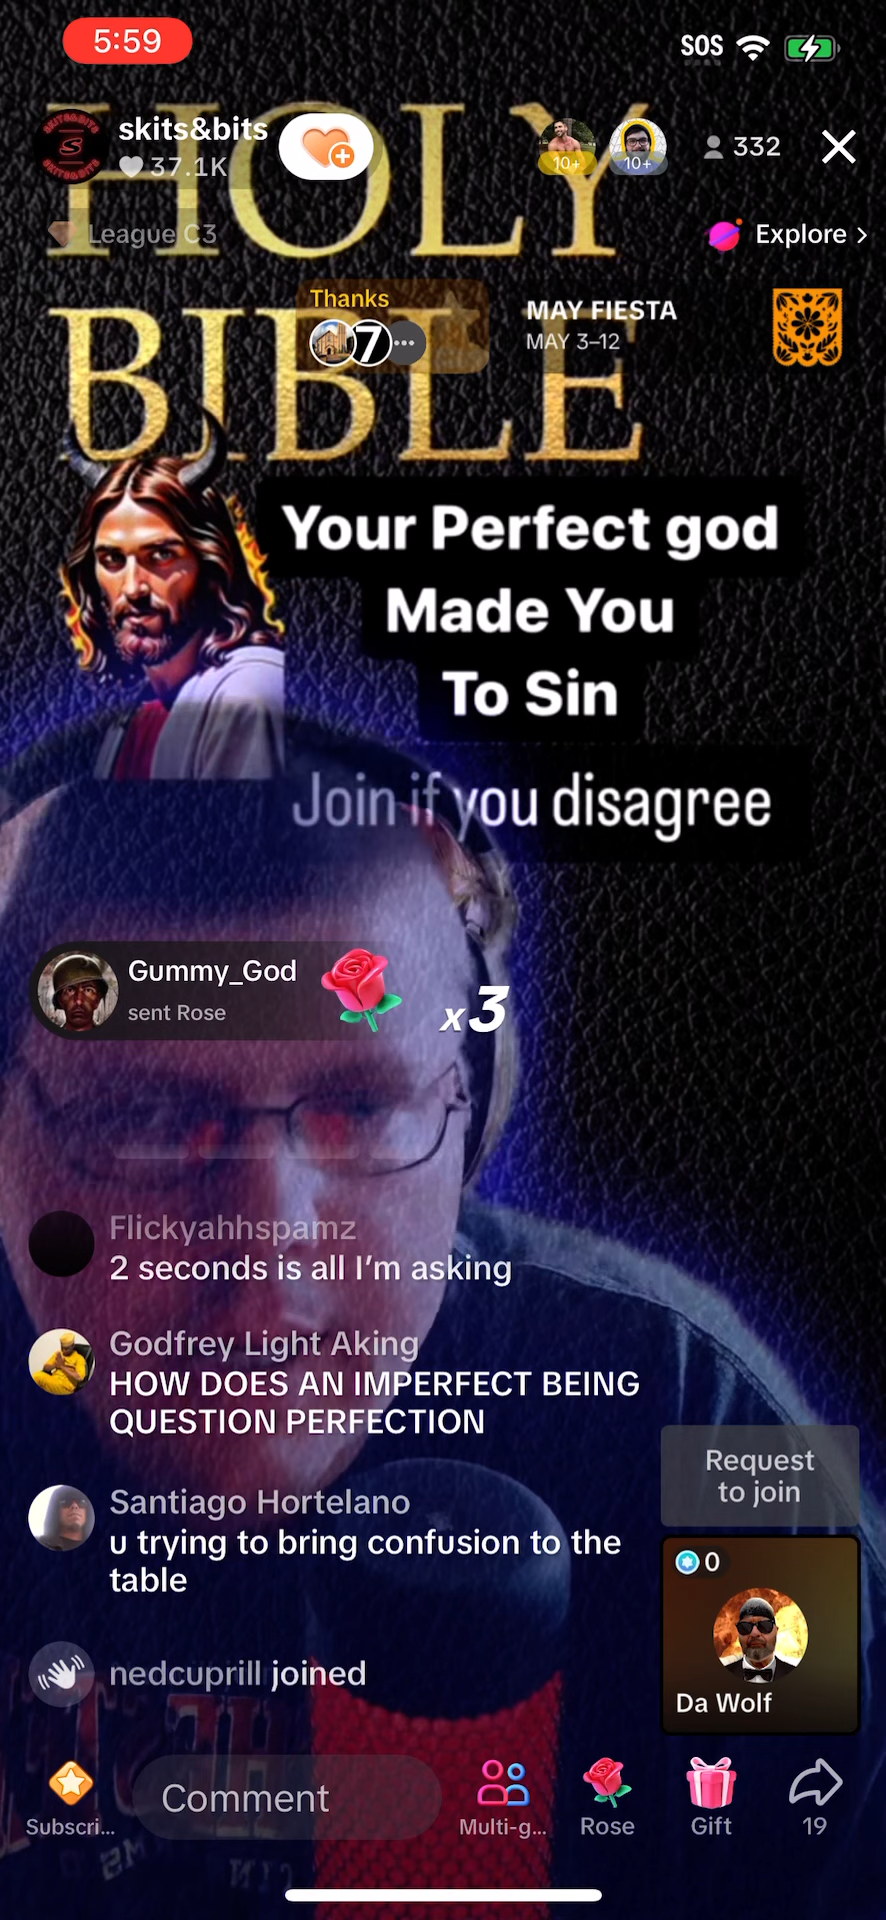 5:59
SOS
HOLY
skits&bits
37.1K
10+
10+
332
League C3
Explore
BIBLE
Thanks
7
MAY FIESTA
MAY 3–12
Your Perfect god
Made You
To Sin
Join if you disagree
Gummy_God
sent Rose
x3
Flickyahhspamz
2 seconds is all I’m asking
Godfrey Light Aking
HOW DOES AN IMPERFECT BEING
QUESTION PERFECTION
Santiago Hortelano
u trying to bring confusion to the
table
nedcuprill joined
Request
to join
0
Da Wolf
Subscri...
Comment
Multi-g...
Rose
Gift
19